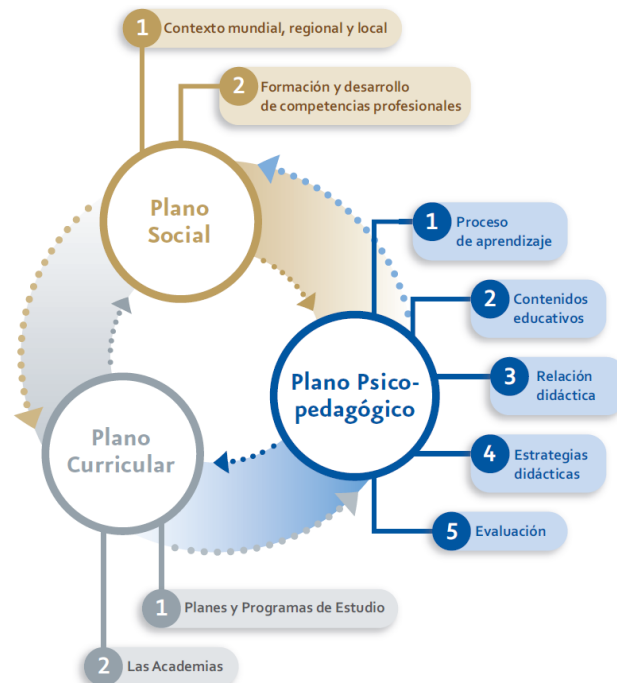 1 Contexto mundial, regional y local
2 Formación y desarrollo
de competencias profesionales
Plano
Social
1 Proceso
de aprendizaje
2 Contenidos
educativos
3 Relación
didáctica
Plano Psico-
pedagógico
4 Estrategias
didácticas
5 Evaluación
Plano
Curricular
1 Planes y Programas de Estudio
2 Las Academias